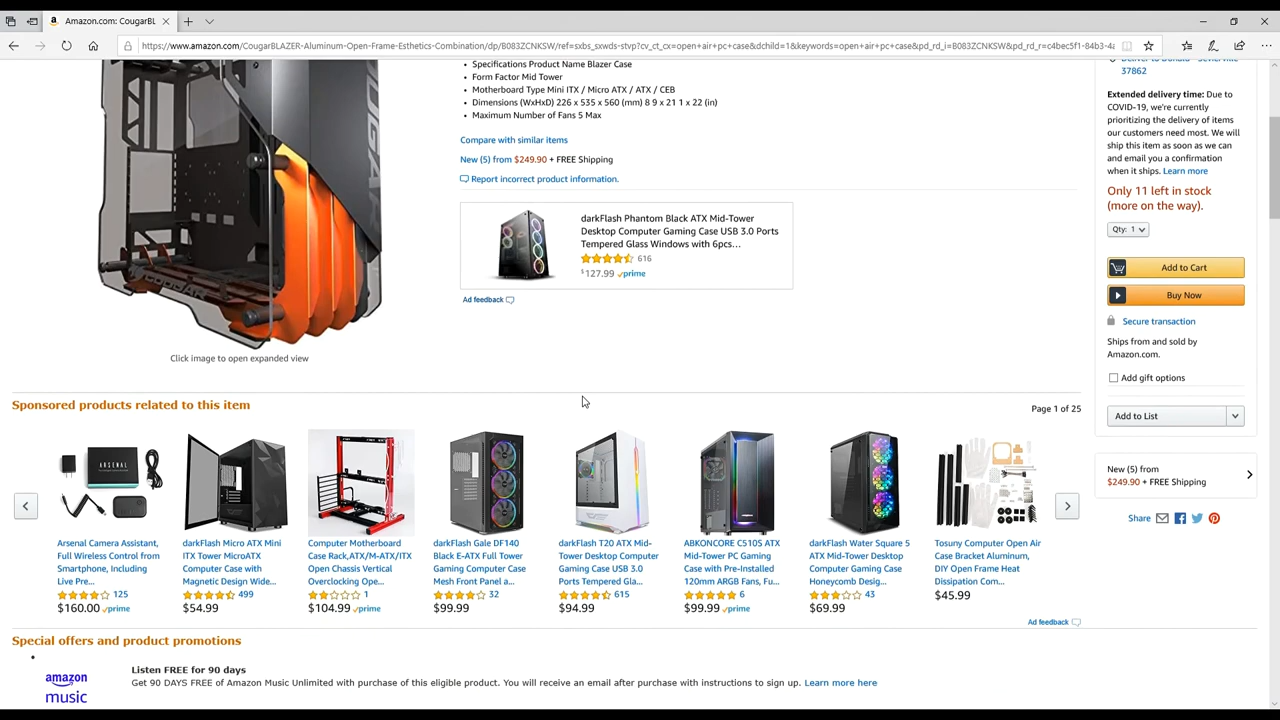 Amazon.com: CougarBL
https://www.amazon.com/CougarBLAZER-Aluminum-Open-Frame-Esthetics-Combination/dp/B083ZCNKSW/ref=sxbs_sxwds-stvp?cv_ct_cx=open+air+pc+case&dchild=1&keywords=open+air+pc+case&pd_rd_i=B083ZCNKSW&pd_rd_r=c4bec5f1-84b3-4a
Specifications Product Name Blazer Case
Form Factor Mid Tower
Motherboard Type Mini ITX / Micro ATX / ATX / CEB
Dimensions (WxHxD) 226 x 535 x 560 (mm) 8 9 x 21 1 x 22 (in)
Maximum Number of Fans 5 Max
Compare with similar items
New (5) from $249.90 + FREE Shipping
Report incorrect product information.
darkFlash Phantom Black ATX Mid-Tower
Desktop Computer Gaming Case USB 3.0 Ports
Tempered Glass Windows with 6pcs...
616
$127.99 prime
Ad feedback
COUGAR
Click image to open expanded view
37862
Extended delivery time: Due to
COVID-19, we're currently
prioritizing the delivery of items
our customers need most. We will
ship this item as soon as we can
and email you a confirmation
when it ships. Learn more
Only 11 left in stock
(more on the way).
Qty: 1
Add to Cart
Buy Now
Secure transaction
Ships from and sold by
Amazon.com.
Add gift options
Add to List
New (5) from
$249.90 + FREE Shipping
Share
Sponsored products related to this item
Page 1 of 25
ARSENAL
Arsenal Camera Assistant,
Full Wireless Control from
Smartphone, Including
Live Pre...
125
$160.00 prime
darkFlash Micro ATX Mini
ITX Tower MicroATX
Computer Case with
Magnetic Design Wide...
499
$54.99
Computer Motherboard
Case Rack,ATX/M-ATX/ITX
Open Chassis Vertical
Overclocking Ope...
1
$104.99 prime
darkFlash Gale DF140
Black E-ATX Full Tower
Gaming Computer Case
Mesh Front Panel a...
32
$99.99
darkFlash T20 ATX Mid-
Tower Desktop Computer
Gaming Case USB 3.0
Ports Tempered Gla...
615
$94.99
ABKONCORE C510S ATX
Mid-Tower PC Gaming
Case with Pre-Installed
120mm ARGB Fans, Fu...
6
$99.99 prime
darkFlash Water Square 5
ATX Mid-Tower Desktop
Computer Gaming Case
Honeycomb Desig...
43
$69.99
Tosuny Computer Open Air
Case Bracket Aluminum,
DIY Open Frame Heat
Dissipation Com...
$45.99
Ad feedback
Special offers and product promotions
amazon
music
Listen FREE for 90 days
Get 90 DAYS FREE of Amazon Music Unlimited with purchase of this eligible product. You will receive an email after purchase with instructions to sign up. Learn more here